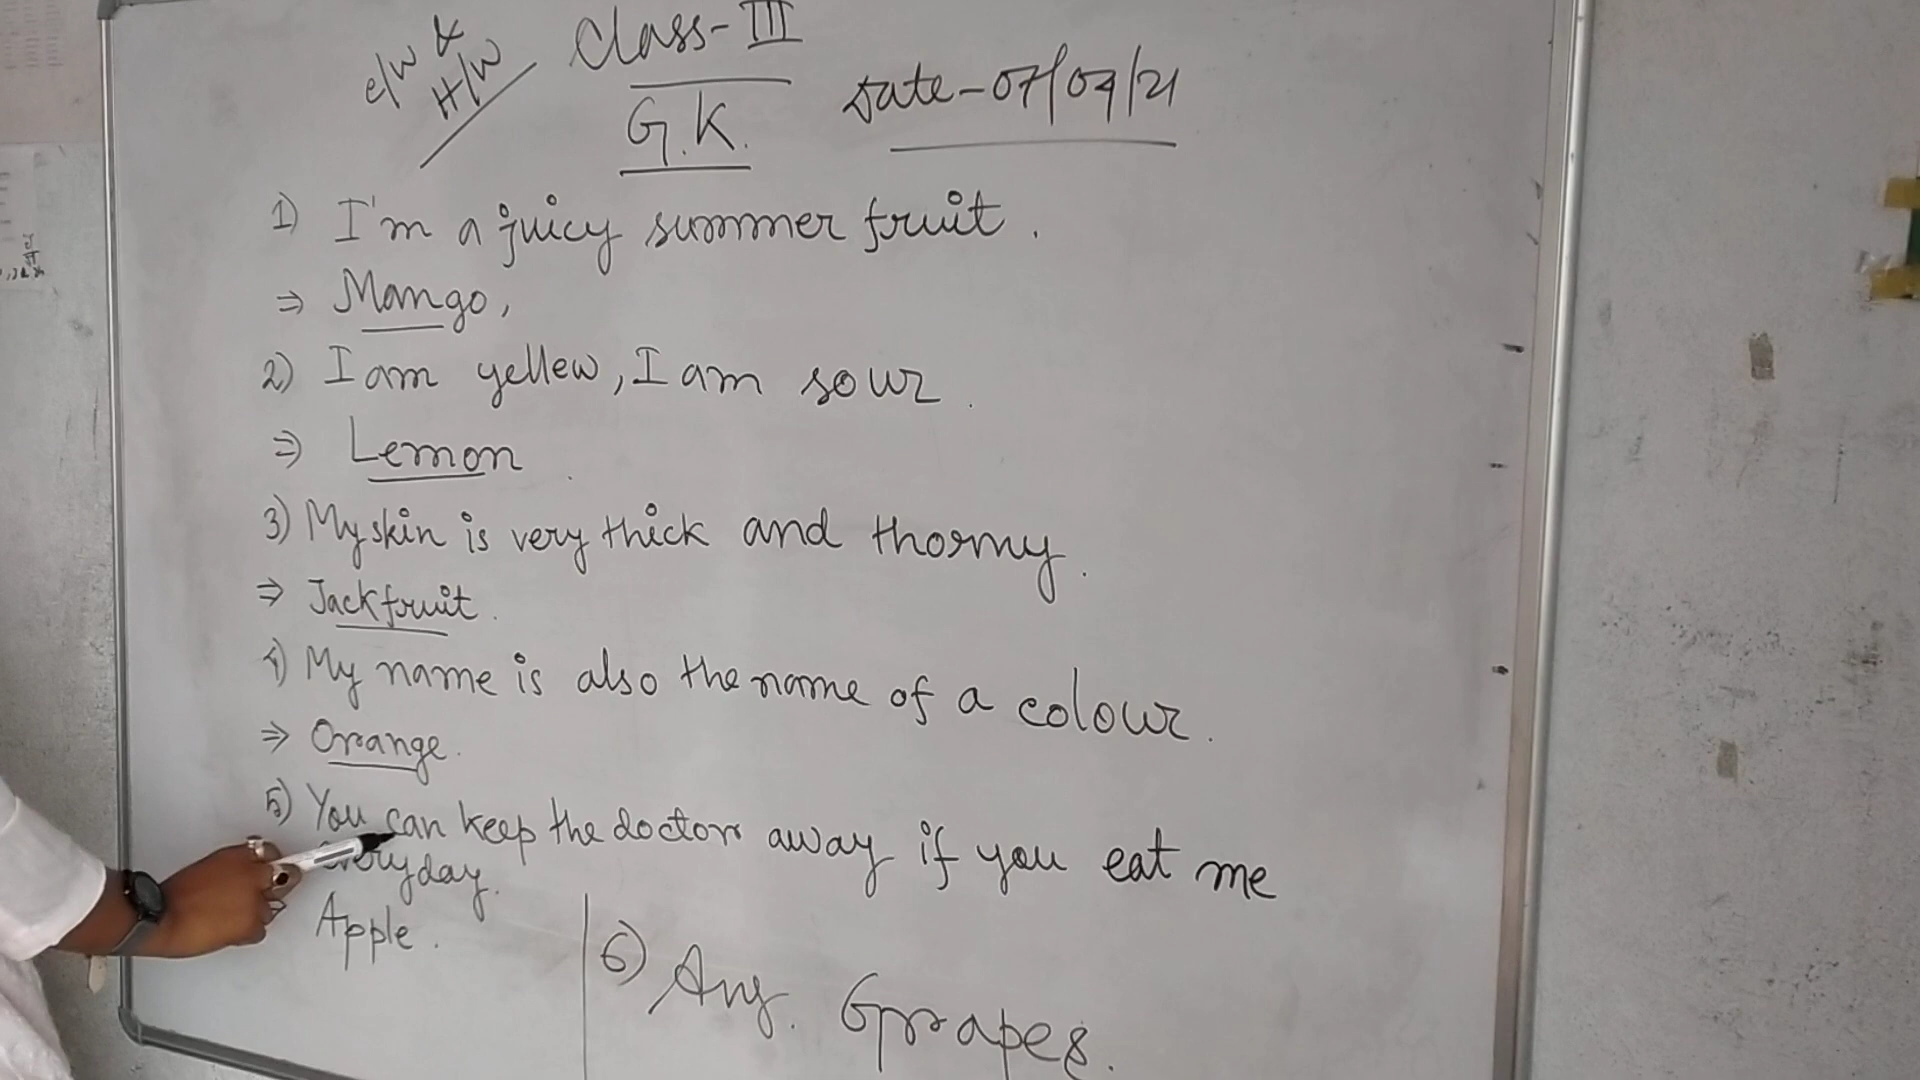 C/W & H/W
Class-III
G.K.
Date-07/04/21
1) I'm a juicy summer fruit.
⇒ Mango,
2) I am yellew, I am sour.
⇒ Lemon.
3) My skin is very thick and thorny.
⇒ Jackfruit.
4) My name is also the name of a colour.
⇒ Orange.
5) You can keep the doctor away if you eat me
everyday.
Apple.
6) Ans. Grapes.